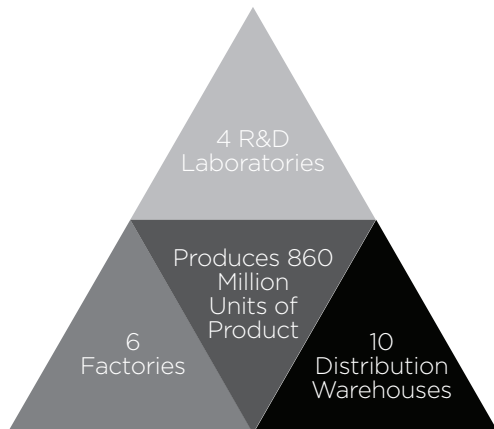 4 R&D
Laboratories
Produces 860
Million
Units of
Product
6
Factories
10
Distribution
Warehouses